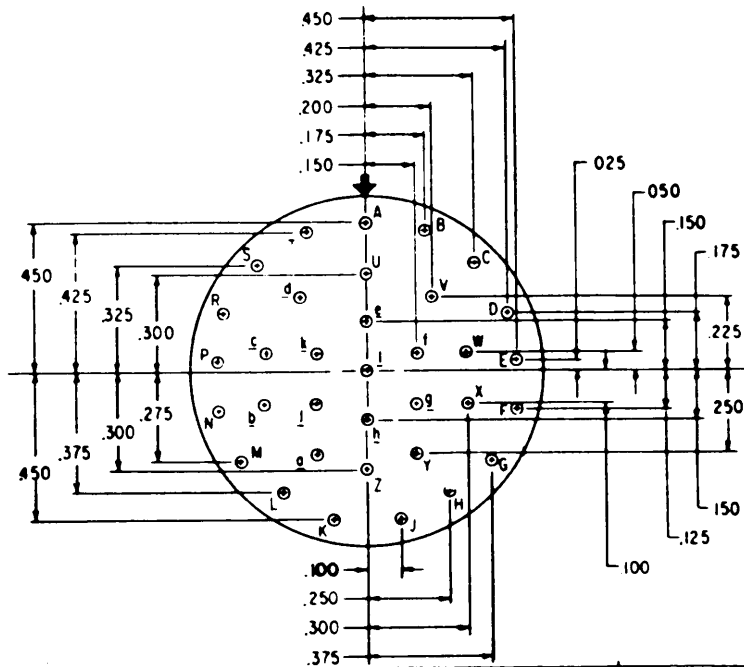 .450
.425
.325
.200
.175
.150
025
050
.150
.175
A
B
S
C
U
d
V
R
D
e
.450
.425
.325
.300
.225
c
k
f
W
P
E
i
N
b
j
g
X
F
.250
.275
.300
.375
.450
M
a
h
Y
G
Z
L
H
K
J
.150
.125
.100
.100
.250
.300
.375